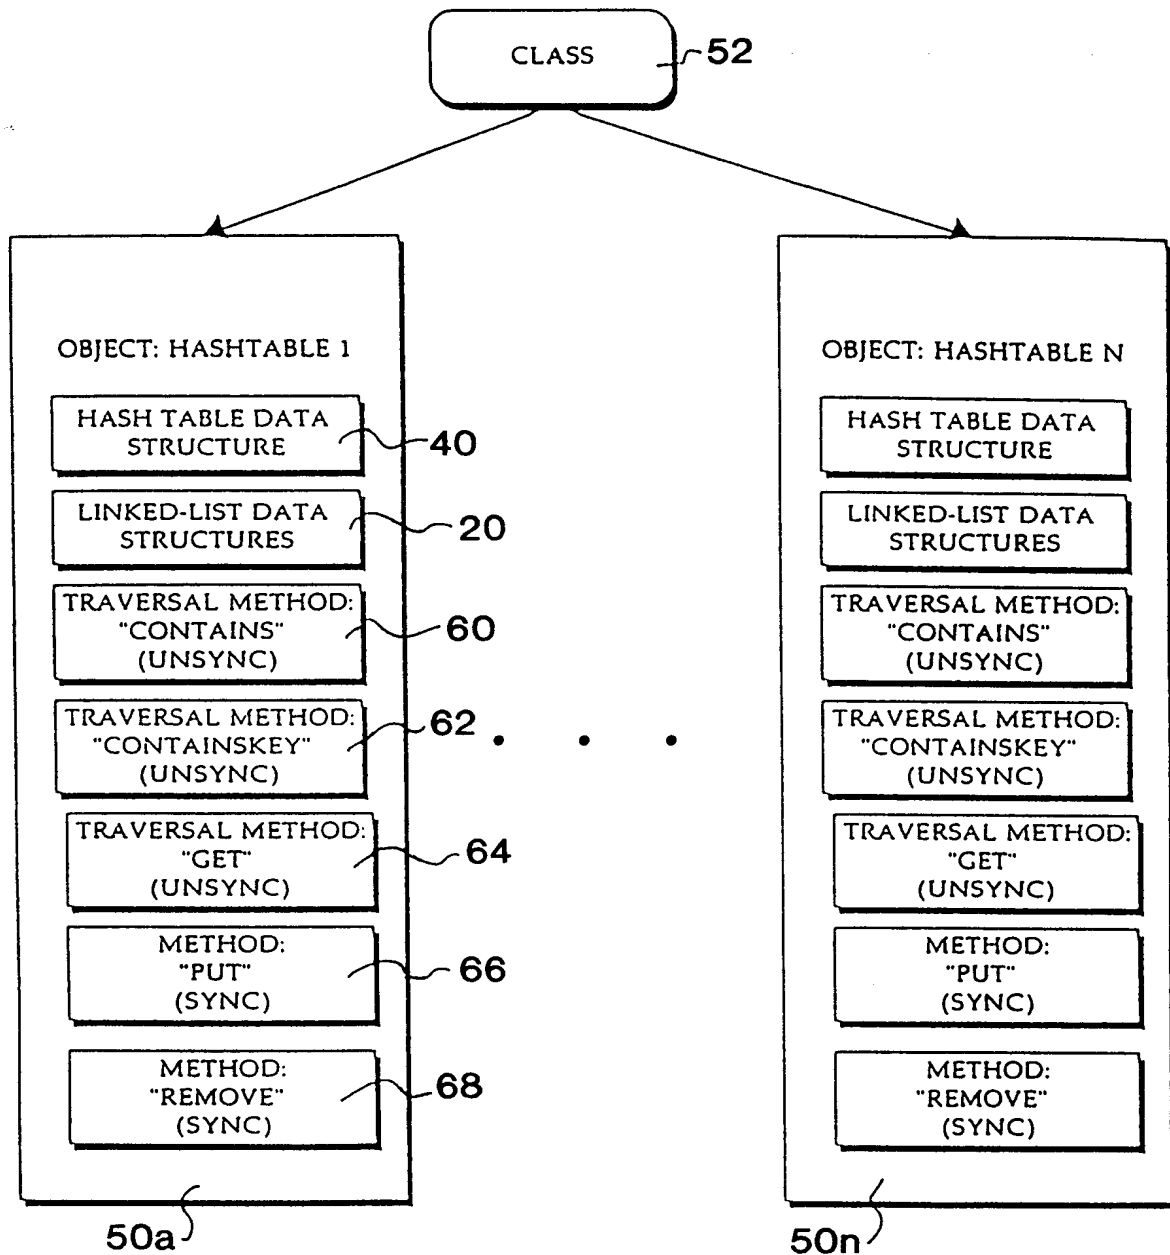 CLASS
52
OBJECT: HASHTABLE 1
HASH TABLE DATA
STRUCTURE
40
LINKED-LIST DATA
STRUCTURES
20
TRAVERSAL METHOD:
"CONTAINS"
(UNSYNC)
60
TRAVERSAL METHOD:
"CONTAINSKEY"
(UNSYNC)
62
TRAVERSAL METHOD:
"GET"
(UNSYNC)
64
METHOD:
"PUT"
(SYNC)
66
METHOD:
"REMOVE"
(SYNC)
68
50a
OBJECT: HASHTABLE N
HASH TABLE DATA
STRUCTURE
LINKED-LIST DATA
STRUCTURES
TRAVERSAL METHOD:
"CONTAINS"
(UNSYNC)
TRAVERSAL METHOD:
"CONTAINSKEY"
(UNSYNC)
TRAVERSAL METHOD:
"GET"
(UNSYNC)
METHOD:
"PUT"
(SYNC)
METHOD:
"REMOVE"
(SYNC)
50n